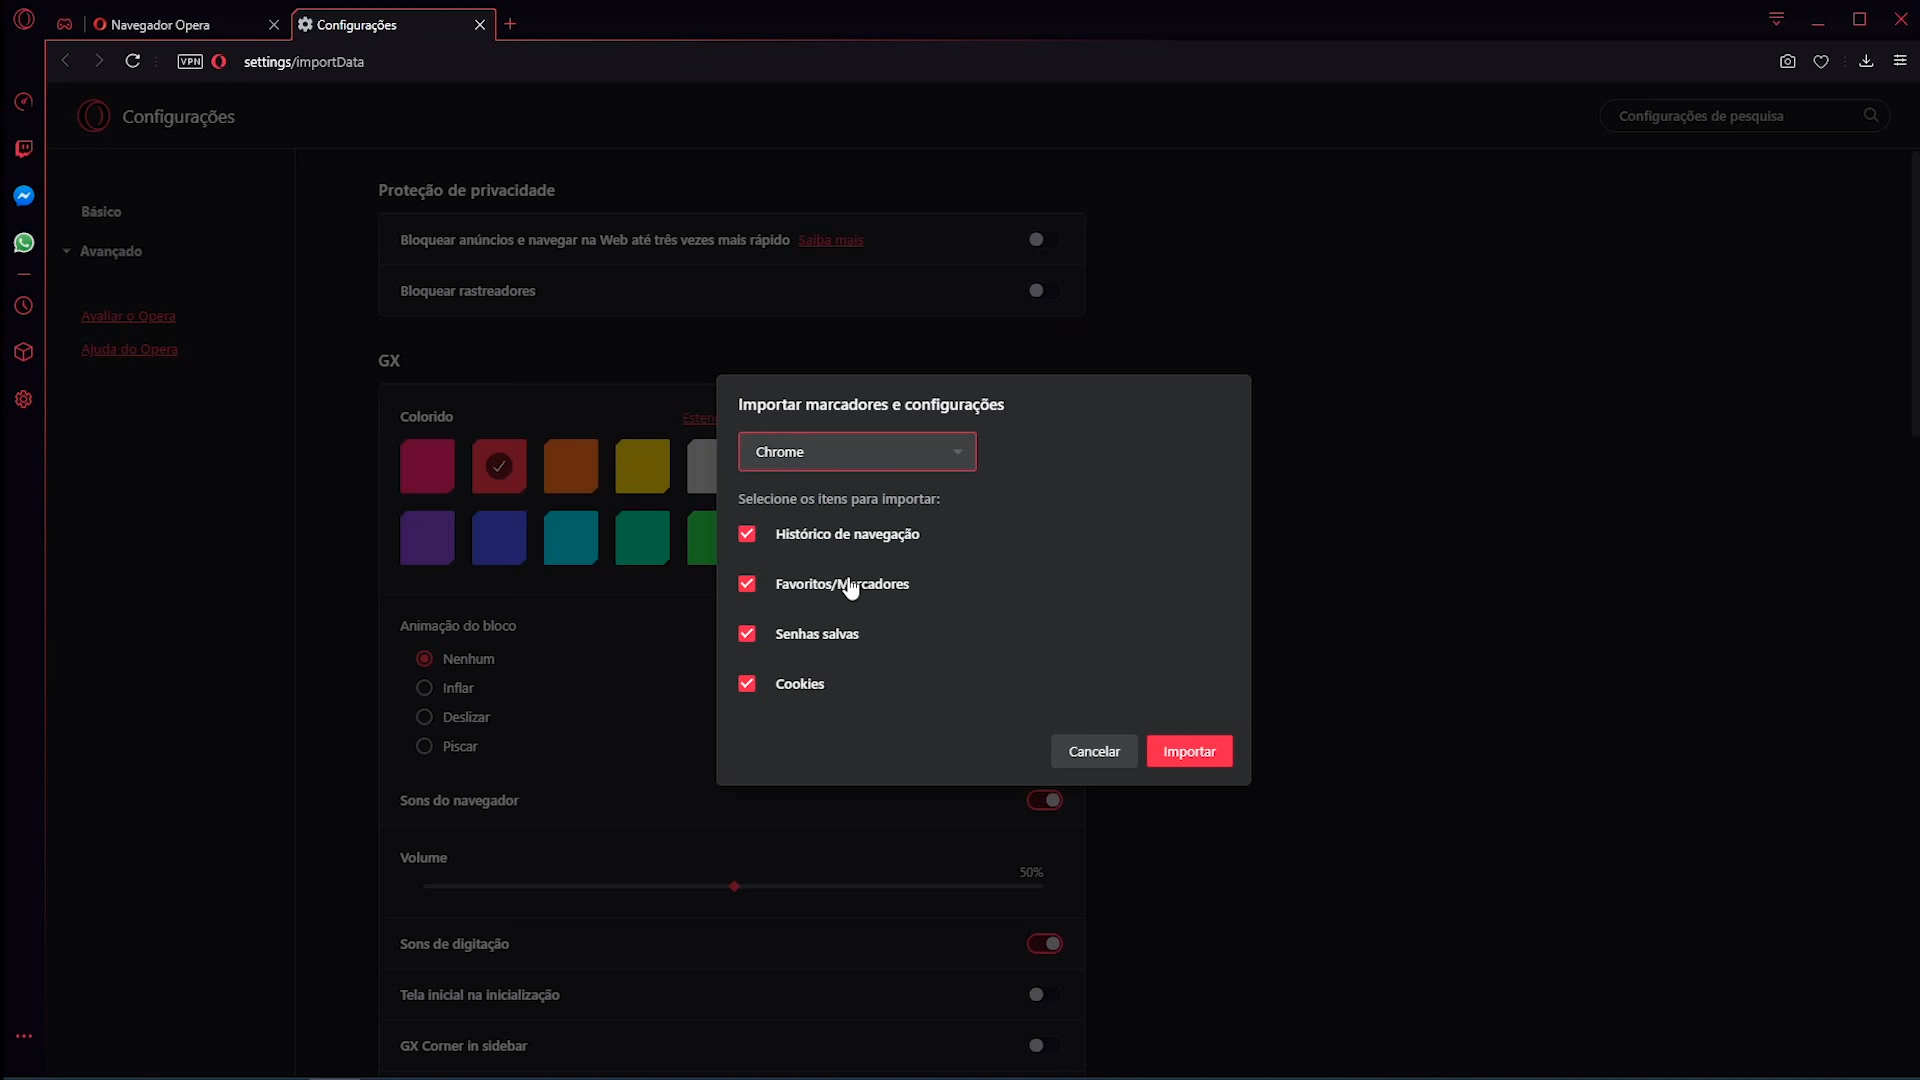 Navegador Opera
Configurações
VPN
settings/importData
Configurações
Configurações de pesquisa
Básico
Avançado
Avaliar o Opera
Ajuda do Opera
Proteção de privacidade
Bloquear anúncios e navegar na Web até três vezes mais rápido Saiba mais
Bloquear rastreadores
GX
Colorido
Importar marcadores e configurações
Chrome
Selecione os itens para importar:
Histórico de navegação
Favoritos/Marcadores
Senhas salvas
Cookies
Cancelar
Importar
Animação do bloco
Nenhum
Inflar
Deslizar
Piscar
Sons do navegador
Volume
50%
Sons de digitação
Tela inicial na inicialização
GX Corner in sidebar